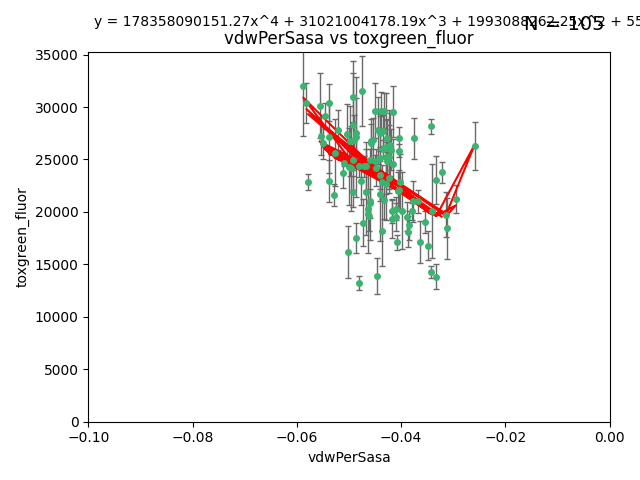 y = 178358090151.27x^4 + 31021004178.19x^3 + 1993088262.25x^2 + 55
N = 105
vdwPerSasa vs toxgreen_fluor
35000
30000
25000
20000
15000
10000
5000
0
toxgreen_fluor
−0.10 −0.08 −0.06 −0.04 −0.02 0.00
vdwPerSasa